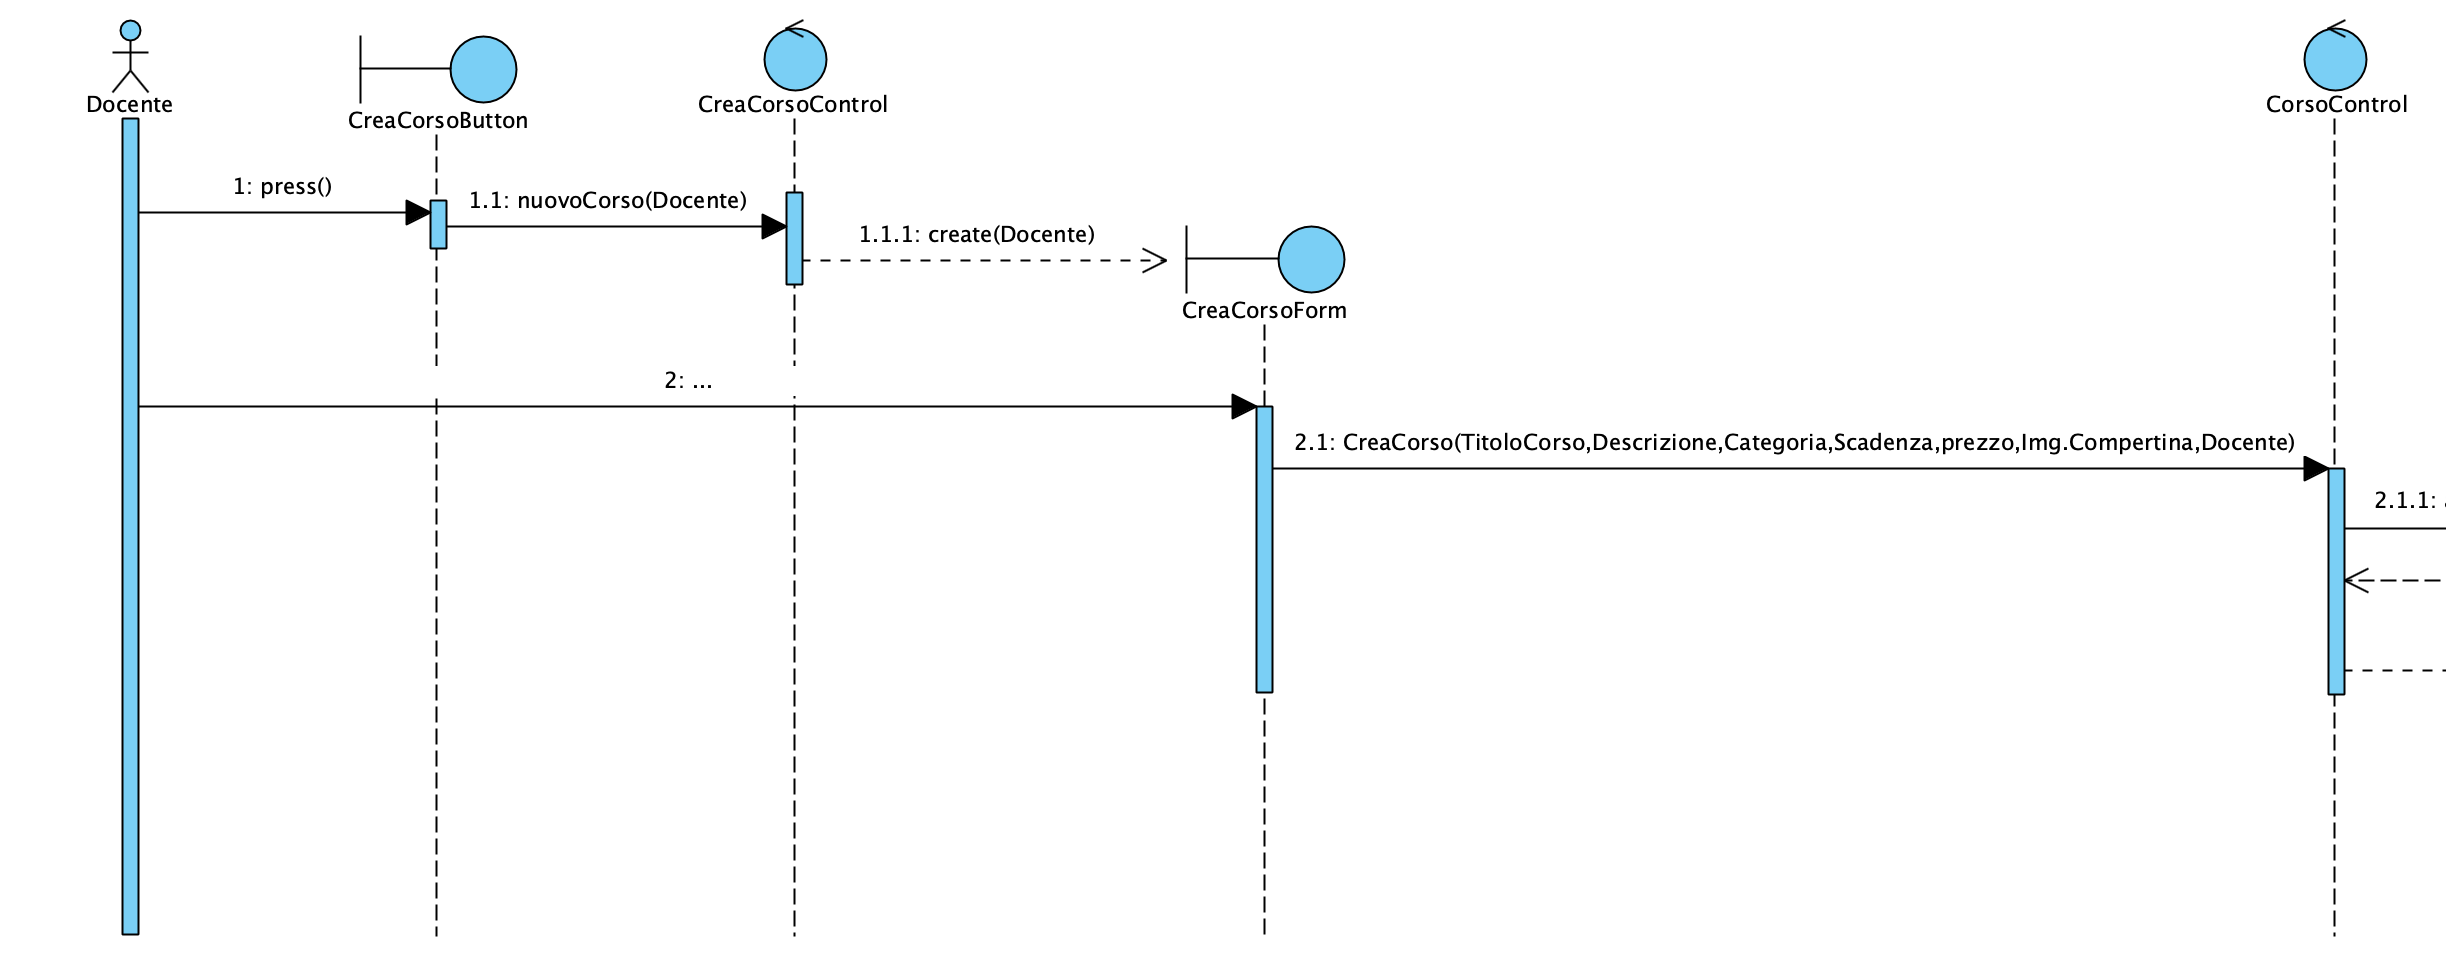 Docente
CreaCorsoButton
CreaCorsoControl
CorsoControl
1: press()
1.1: nuovoCorso(Docente)
1.1.1: create(Docente)
CreaCorsoForm
2: ...
2.1: CreaCorso(TitoloCorso,Descrizione,Categoria,Scadenza,prezzo,Img.Compertina,Docente)
2.1.1: